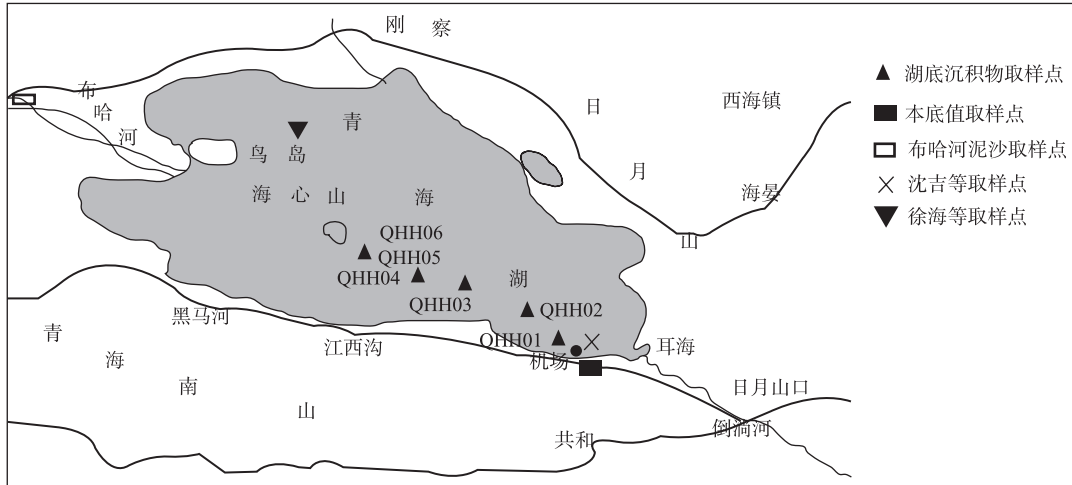 刚察
布哈河
青海湖
鸟岛
海心山
日月山
西海镇
海晏
QHH06
QHH05
QHH04
QHH03
QHH02
QHH01
机场
耳海
黑马河
江西沟
青海南山
日月山口
倒淌河
共和
湖底沉积物取样点
本底值取样点
布哈河泥沙取样点
沈吉等取样点
徐海等取样点